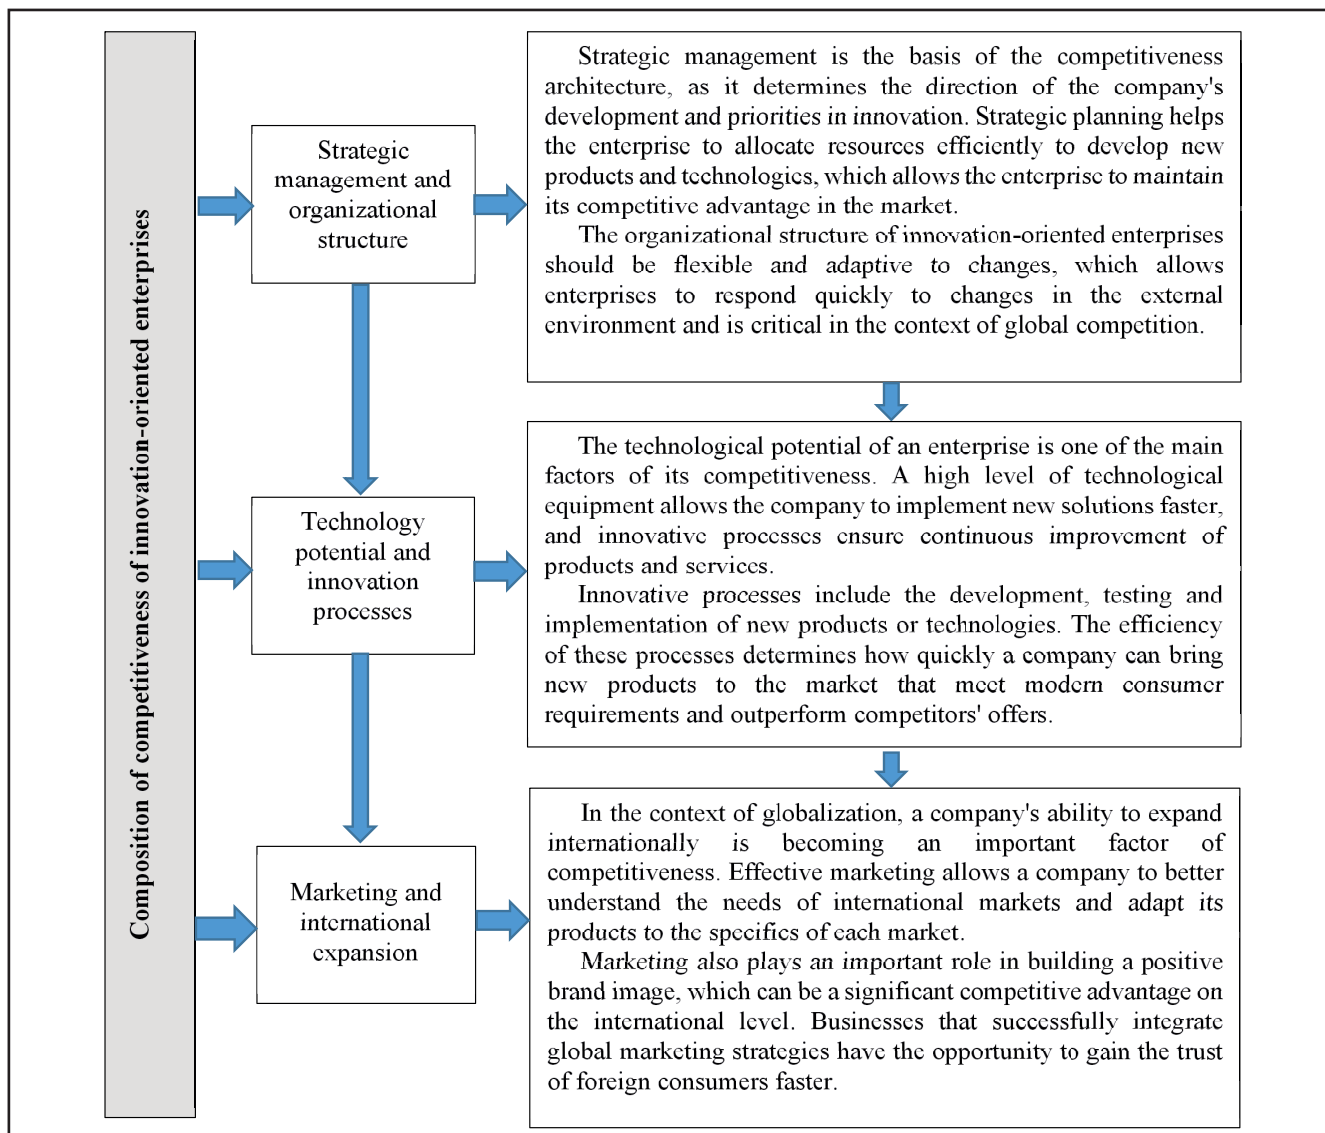 Composition of competitiveness of innovation-oriented enterprises
Strategic
management and
organizational
structure
Strategic management is the basis of the competitiveness
architecture, as it determines the direction of the company's
development and priorities in innovation. Strategic planning helps
the enterprise to allocate resources efficiently to develop new
products and technologies, which allows the enterprise to maintain
its competitive advantage in the market.
The organizational structure of innovation-oriented enterprises
should be flexible and adaptive to changes, which allows
enterprises to respond quickly to changes in the external
environment and is critical in the context of global competition.
Technology
potential and
innovation
processes
The technological potential of an enterprise is one of the main
factors of its competitiveness. A high level of technological
equipment allows the company to implement new solutions faster,
and innovative processes ensure continuous improvement of
products and services.
Innovative processes include the development, testing and
implementation of new products or technologies. The efficiency
of these processes determines how quickly a company can bring
new products to the market that meet modern consumer
requirements and outperform competitors' offers.
Marketing and
international
expansion
In the context of globalization, a company's ability to expand
internationally is becoming an important factor of
competitiveness. Effective marketing allows a company to better
understand the needs of international markets and adapt its
products to the specifics of each market.
Marketing also plays an important role in building a positive
brand image, which can be a significant competitive advantage on
the international level. Businesses that successfully integrate
global marketing strategies have the opportunity to gain the trust
of foreign consumers faster.